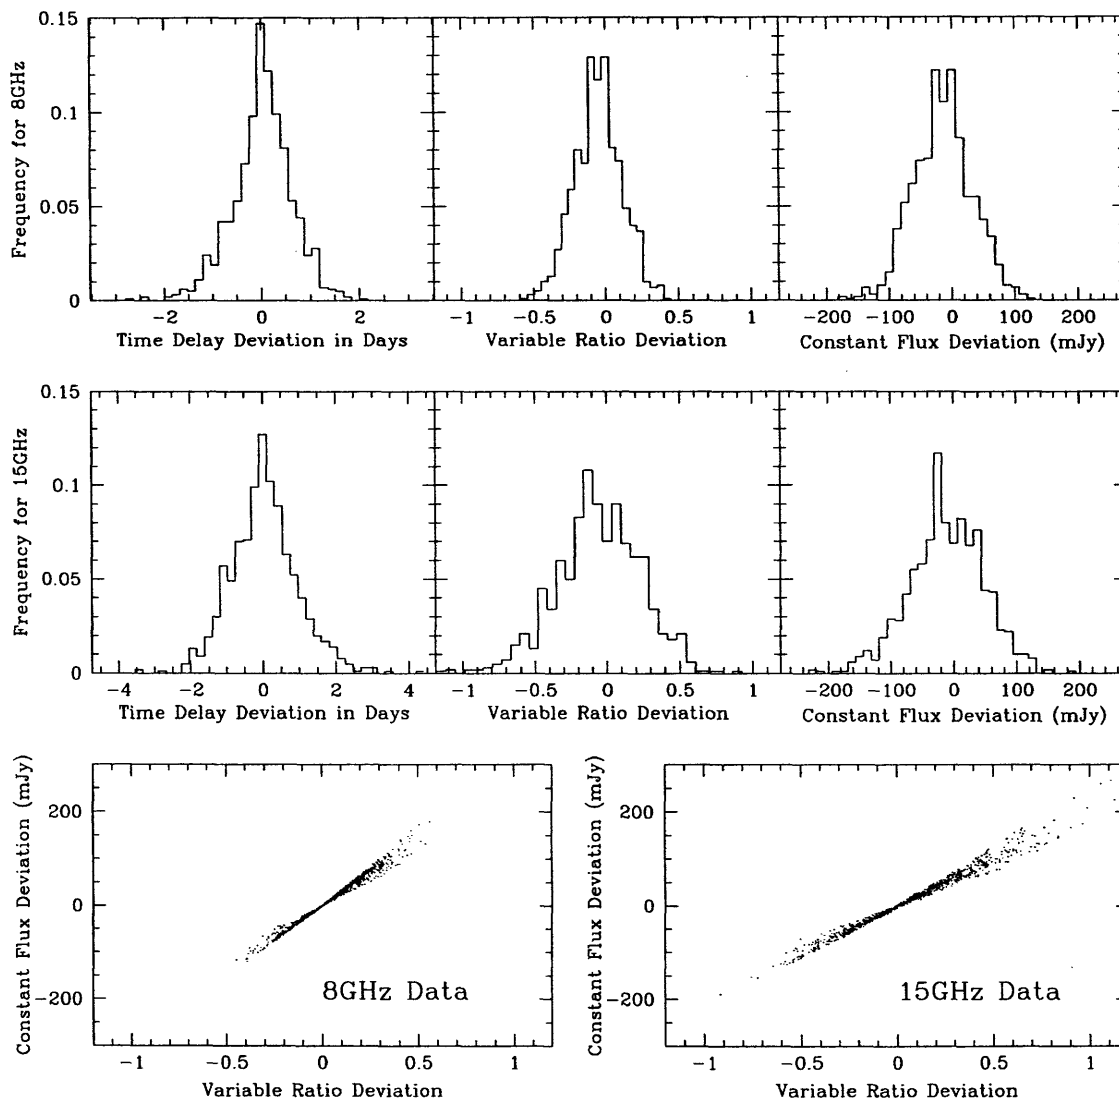 0.15
0.1
0.05
0
Frequency for 8GHz
-2 0 2
Time Delay Deviation in Days
-1 -0.5 0 0.5 1
Variable Ratio Deviation
-200 -100 0 100 200
Constant Flux Deviation (mJy)
0.15
0.1
0.05
0
Frequency for 15GHz
-4 -2 0 2 4
Time Delay Deviation in Days
-1 -0.5 0 0.5 1
Variable Ratio Deviation
-200 -100 0 100 200
Constant Flux Deviation (mJy)
Constant Flux Deviation (mJy)
200
0
-200
8GHz Data
-1 -0.5 0 0.5 1
Variable Ratio Deviation
Constant Flux Deviation (mJy)
200
0
-200
15GHz Data
-1 -0.5 0 0.5 1
Variable Ratio Deviation